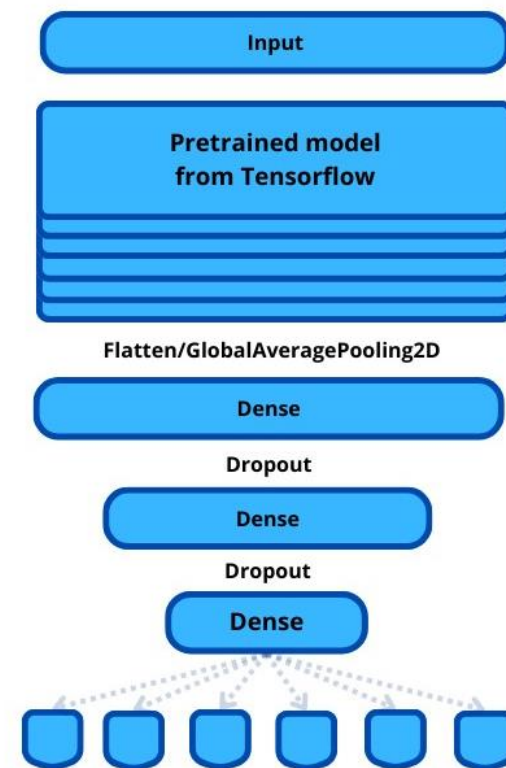 Input
Pretrained model
from Tensorflow
Flatten/GlobalAveragePooling2D
Dense
Dropout
Dense
Dropout
Dense